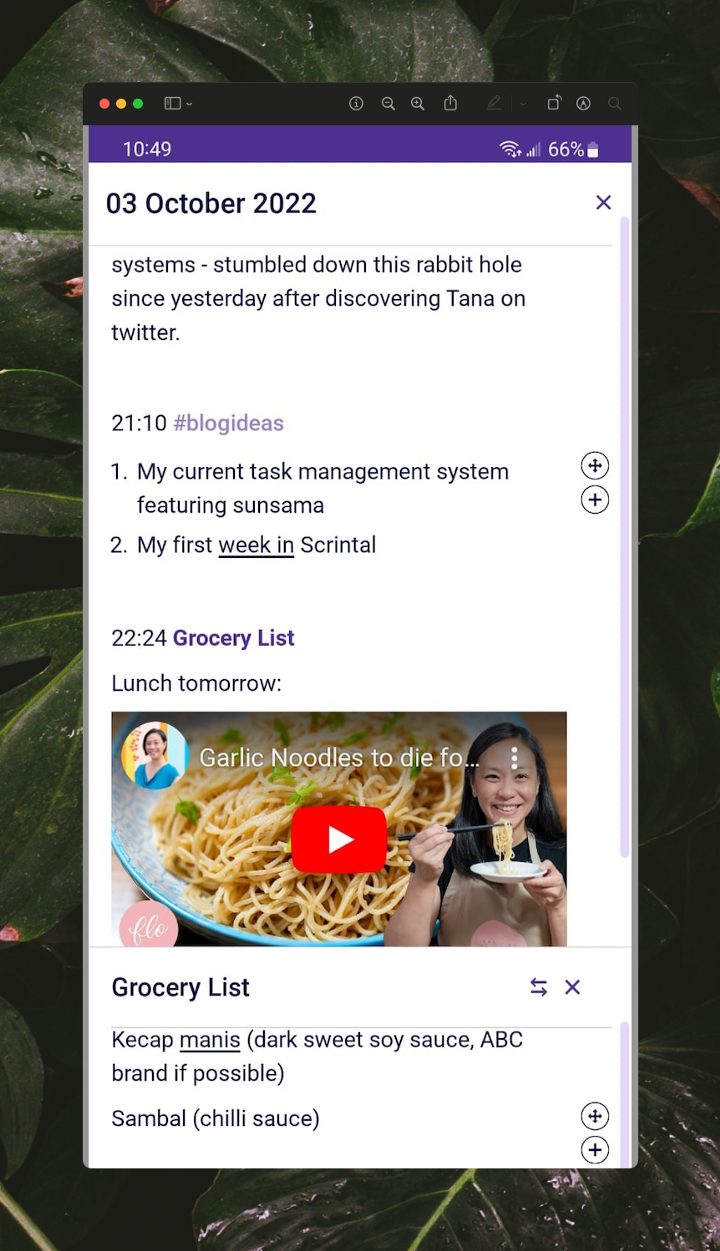 10:49 66%
03 October 2022
systems - stumbled down this rabbit hole
since yesterday after discovering Tana on
twitter.
21:10 #blogideas
1. My current task management system
featuring sunsama
2. My first week in Scrintal
22:24 Grocery List
Lunch tomorrow:
Garlic Noodles to die fo...
flo
Grocery List
Kecap manis (dark sweet soy sauce, ABC
brand if possible)
Sambal (chilli sauce)